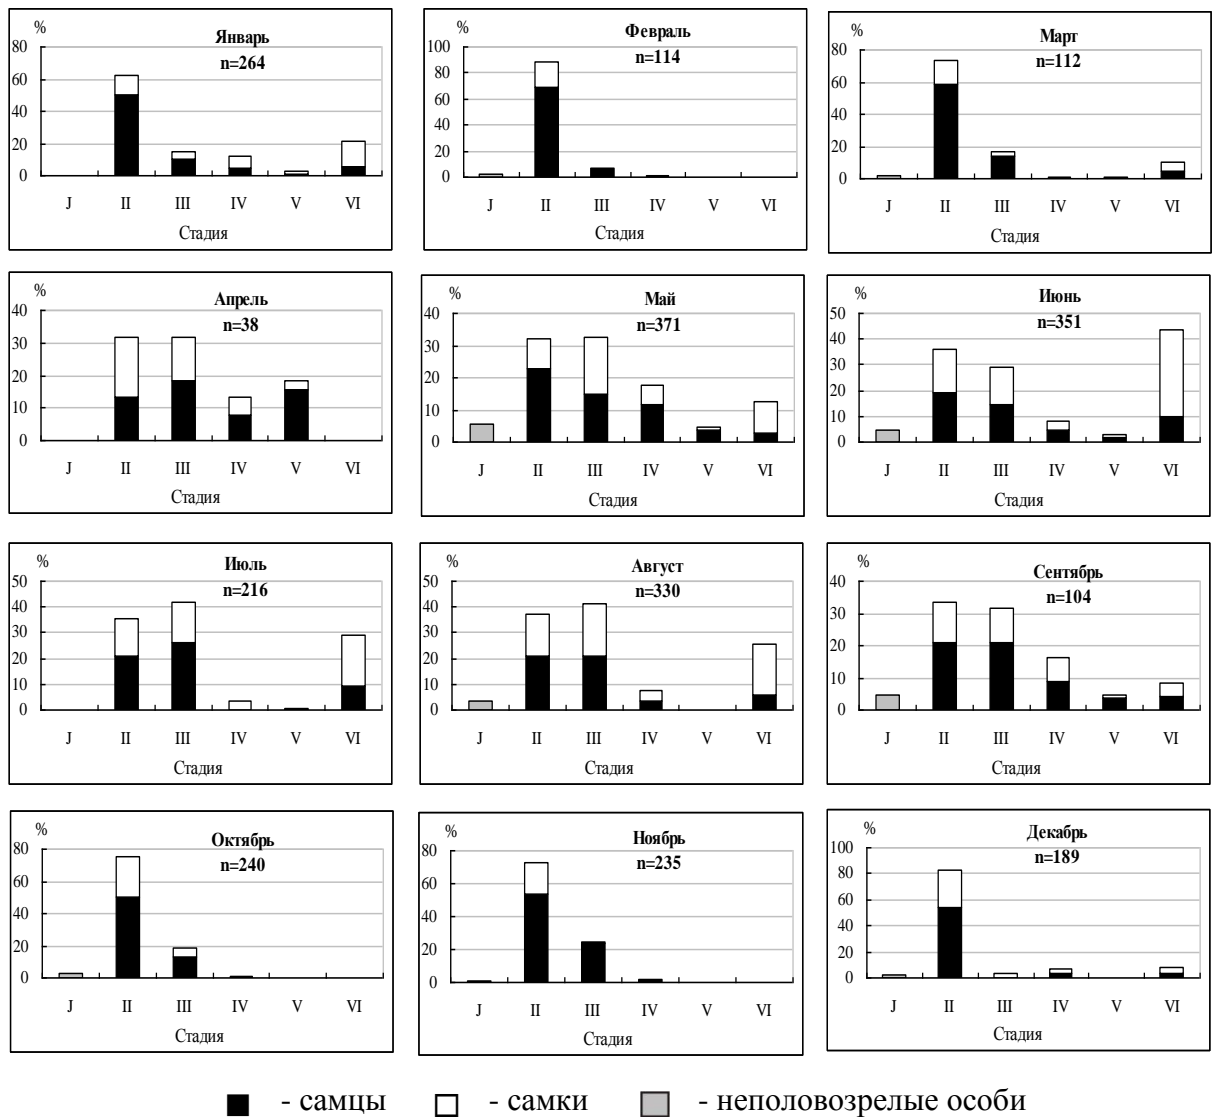 %
Январь
n=264
80
60
40
20
0
J II III IV V VI
Стадия
%
Февраль
n=114
100
80
60
40
20
0
J II III IV V VI
Стадия
%
Март
n=112
80
60
40
20
0
J II III IV V VI
Стадия
%
Апрель
n=38
40
30
20
10
0
J II III IV V VI
Стадия
%
Май
n=371
40
30
20
10
0
J II III IV V VI
Стадия
%
Июнь
n=351
50
40
30
20
10
0
J II III IV V VI
Стадия
%
Июль
n=216
50
40
30
20
10
0
J II III IV V VI
Стадия
%
Август
n=330
50
40
30
20
10
0
J II III IV V VI
Стадия
%
Сентябрь
n=104
40
30
20
10
0
J II III IV V VI
Стадия
%
Октябрь
n=240
80
60
40
20
0
J II III IV V VI
Стадия
%
Ноябрь
n=235
80
60
40
20
0
J II III IV V VI
Стадия
%
Декабрь
n=189
100
80
60
40
20
0
J II III IV V VI
Стадия
- самцы - самки - неполовозрелые особи